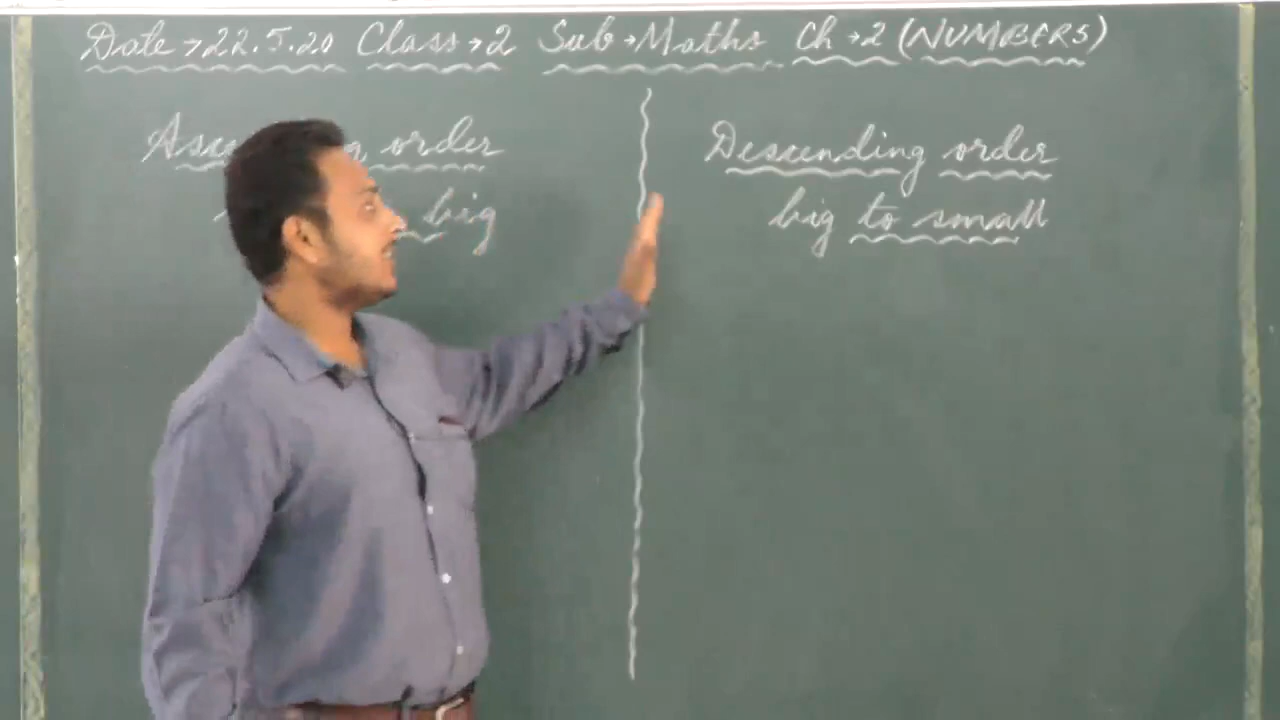 Date → 22.5.20 Class → 2 Sub → Maths Ch → 2 (NUMBERS)
order
big
Descending order
big to small